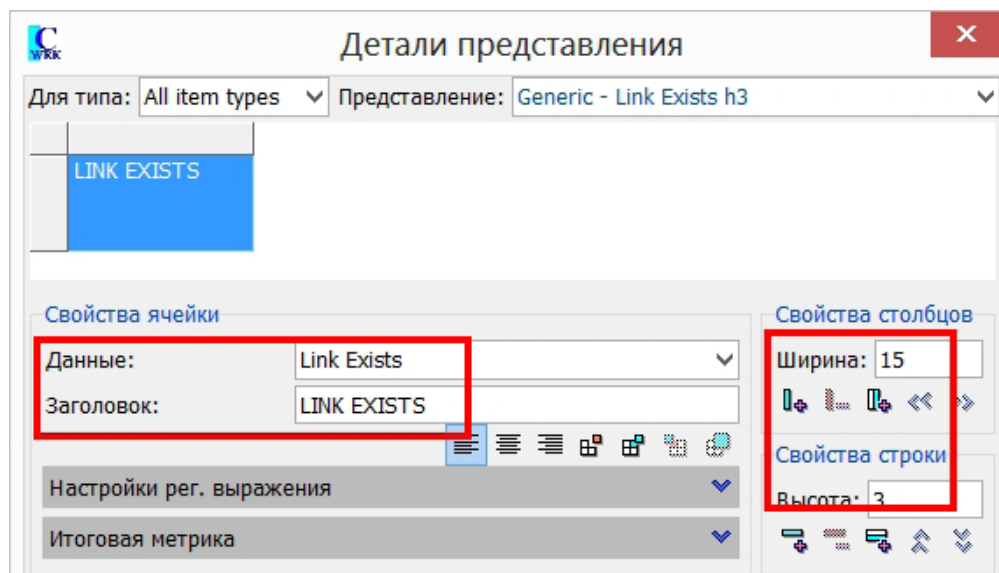 C
WRK
Детали представления
Для типа: All item types Представление: Generic - Link Exists h3
LINK EXISTS
Свойства ячейки
Свойства столбцов
Данные: Link Exists
Ширина: 15
Заголовок: LINK EXISTS
Свойства строки
Настройки рег. выражения
Высота: 3
Итоговая метрика